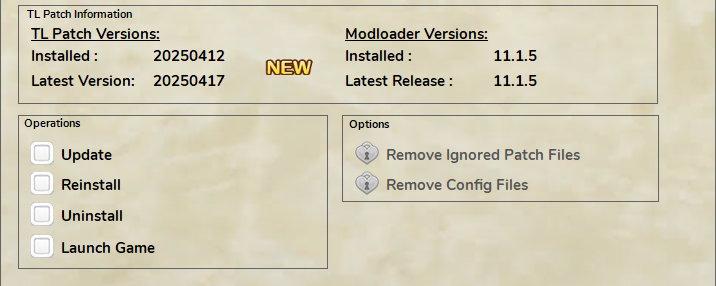 TL Patch Information
TL Patch Versions:
Installed : 20250412
Latest Version: 20250417
NEW
Modloader Versions:
Installed : 11.1.5
Latest Release : 11.1.5
Operations
Update
Reinstall
Uninstall
Launch Game
Options
Remove Ignored Patch Files
Remove Config Files